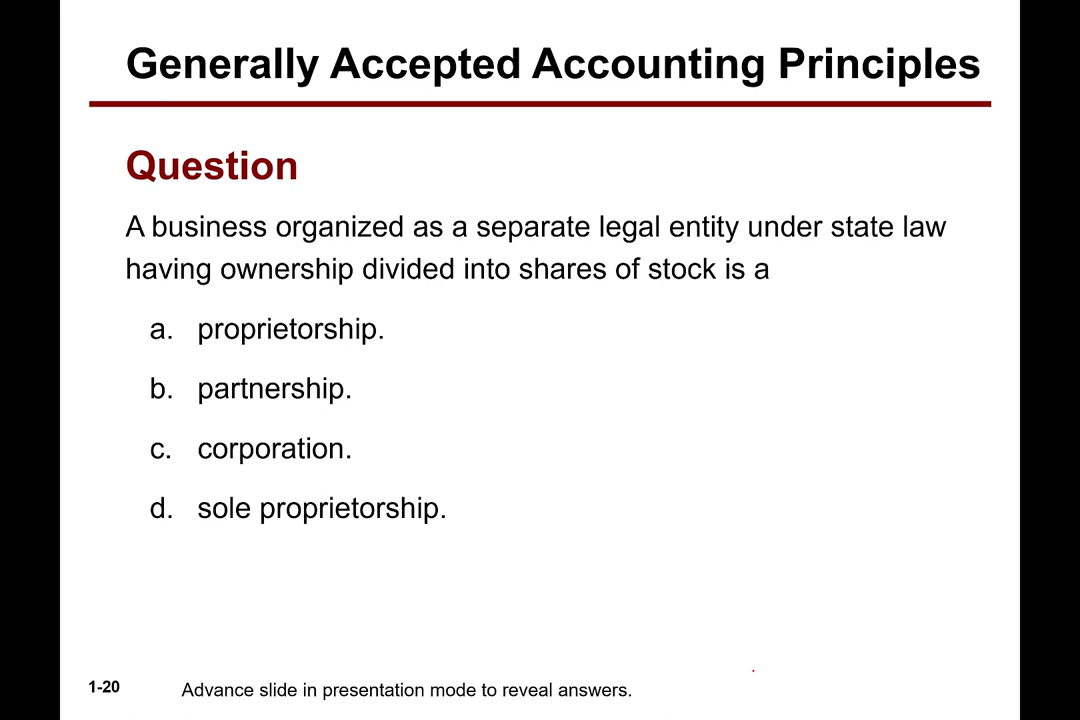 Generally Accepted Accounting Principles
Question
A business organized as a separate legal entity under state law
having ownership divided into shares of stock is a
a. proprietorship.
b. partnership.
c. corporation.
d. sole proprietorship.
1-20 Advance slide in presentation mode to reveal answers.